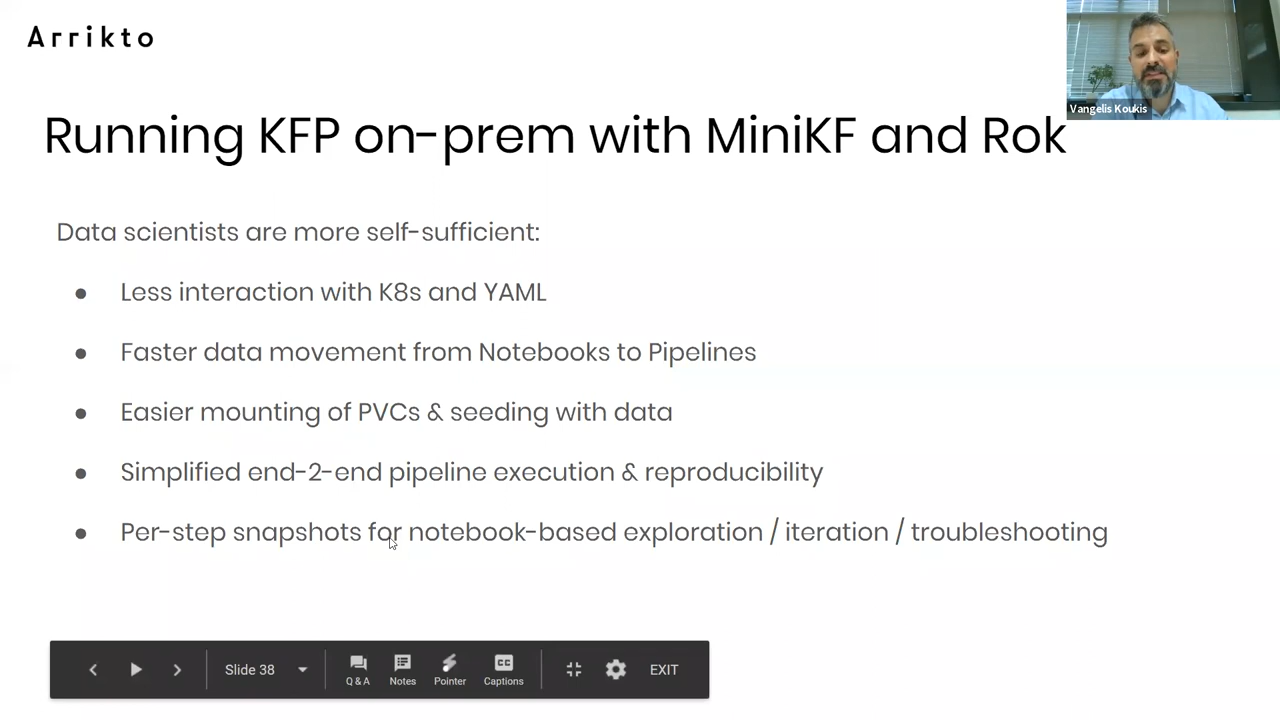 Arrikto
Vangelis Koukis
Running KFP on-prem with MiniKF and Rok
Data scientists are more self-sufficient:
● Less interaction with K8s and YAML
● Faster data movement from Notebooks to Pipelines
● Easier mounting of PVCs & seeding with data
● Simplified end-2-end pipeline execution & reproducibility
● Per-step snapshots for notebook-based exploration / iteration / troubleshooting
Slide 38
Q & A
Notes
Pointer
CC
Captions
EXIT